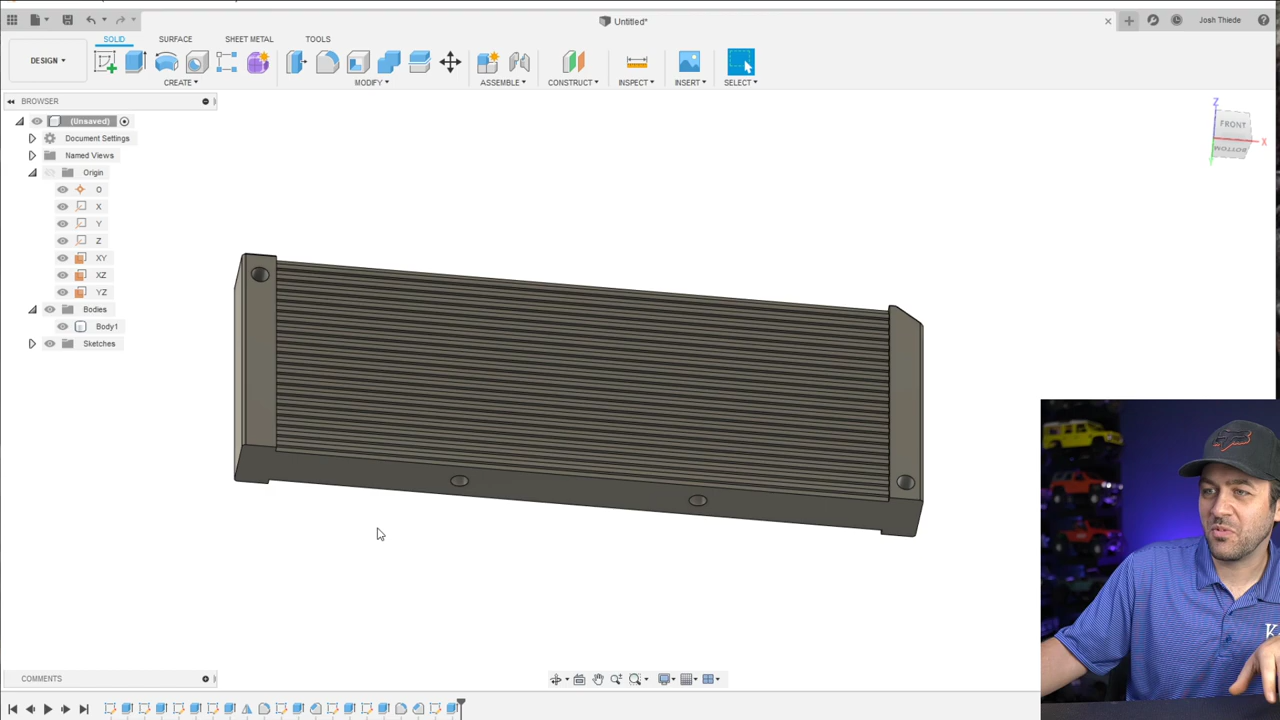 Untitled*
Josh Thiede
DESIGN
SOLID
SURFACE
SHEET METAL
TOOLS
CREATE
MODIFY
ASSEMBLE
CONSTRUCT
INSPECT
INSERT
SELECT
BROWSER
(Unsaved)
Document Settings
Named Views
Origin
O
X
Y
Z
XY
XZ
YZ
Bodies
Body1
Sketches
Z
FRONT
BOTTOM
X
Y
COMMENTS